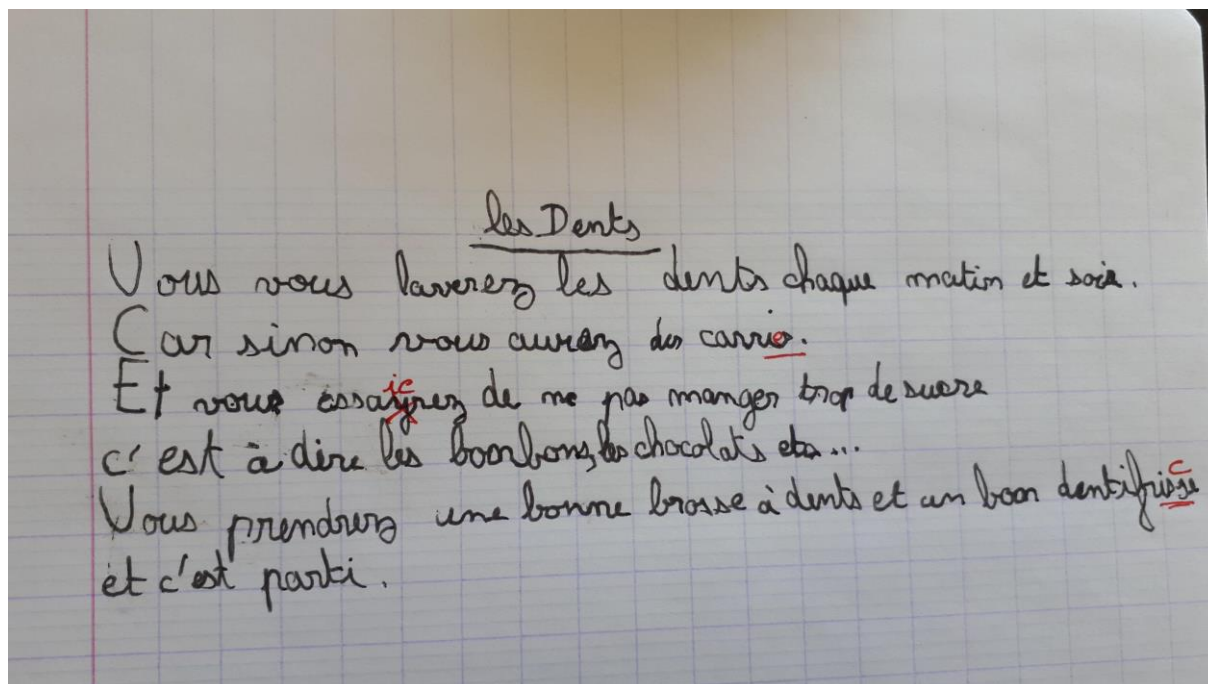 les Dents
Vous vous laverez les dents chaque matin et soir.
Car sinon vous aurez des carries.
Et vous essayrez de ne pas manger trop de sucre
c'est à dire les boonbons, les chocolats etc...
Vous prendrez une bonne brosse à dents et un bon dentifrisse
et c'est parti.